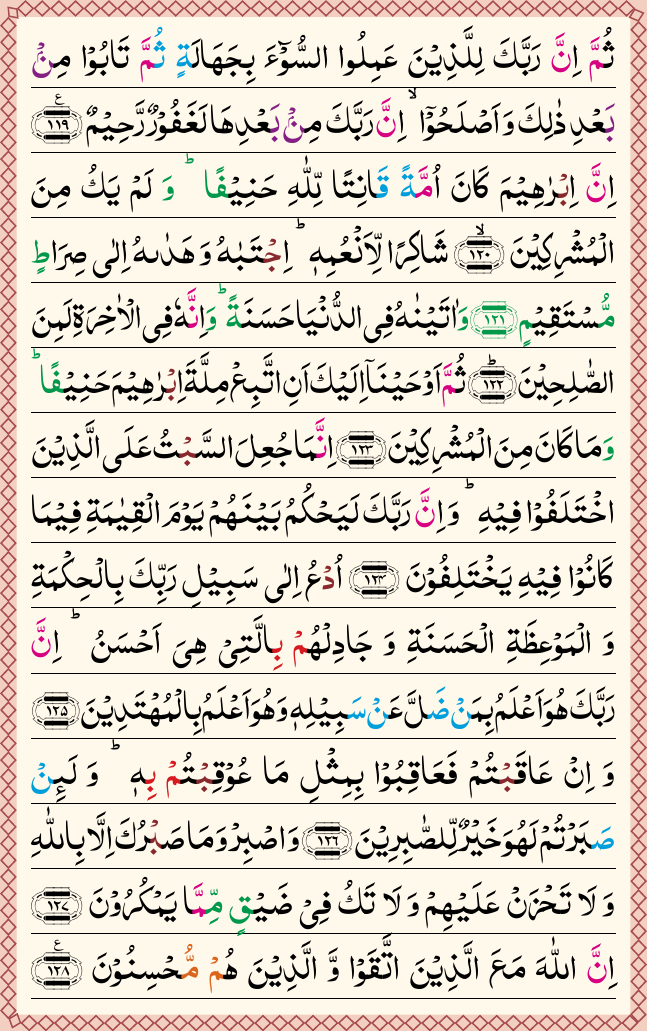 ثُمَّ اِنَّ رَبَّكَ لِلَّذِيْنَ عَمِلُوا السُّوْٓءَ بِجَهَالَةٍ ثُمَّ تَابُوْا مِنْۢ
بَعْدِ ذٰلِكَ وَ اَصْلَحُوْۤا ۙ اِنَّ رَبَّكَ مِنْۢ بَعْدِهَا لَغَفُوْرٌ رَّحِيْمٌ ﴿۱۱۹﴾ ع
اِنَّ اِبْرٰهِيْمَ كَانَ اُمَّةً قَانِتًا لِّلّٰهِ حَنِيْفًا ؕ وَ لَمْ يَكُ مِنَ
الْمُشْرِكِيْنَ ﴿ۙ۱۲۰﴾ شَاكِرًا لِّاَنْعُمِهٖ ؕ اِجْتَبٰىهُ وَ هَدٰىهُ اِلٰى صِرَاطٍ
مُّسْتَقِيْمٍ ﴿۱۲۱﴾ وَ اٰتَيْنٰهُ فِى الدُّنْيَا حَسَنَةً ؕ وَ اِنَّهٗ فِى الْاٰخِرَةِ لَمِنَ
الصّٰلِحِيْنَ ﴿ؕ۱۲۲﴾ ثُمَّ اَوْحَيْنَاۤ اِلَيْكَ اَنِ اتَّبِعْ مِلَّةَ اِبْرٰهِيْمَ حَنِيْفًا ؕ
وَ مَا كَانَ مِنَ الْمُشْرِكِيْنَ ﴿۱۲۳﴾ اِنَّمَا جُعِلَ السَّبْتُ عَلَى الَّذِيْنَ
اخْتَلَفُوْا فِيْهِ ؕ وَ اِنَّ رَبَّكَ لَيَحْكُمُ بَيْنَهُمْ يَوْمَ الْقِيٰمَةِ فِيْمَا
كَانُوْا فِيْهِ يَخْتَلِفُوْنَ ﴿۱۲۴﴾ اُدْعُ اِلٰى سَبِيْلِ رَبِّكَ بِالْحِكْمَةِ
وَ الْمَوْعِظَةِ الْحَسَنَةِ وَ جَادِلْهُمْ بِالَّتِىْ هِىَ اَحْسَنُ ؕ اِنَّ
رَبَّكَ هُوَ اَعْلَمُ بِمَنْ ضَلَّ عَنْ سَبِيْلِهٖ وَ هُوَ اَعْلَمُ بِالْمُهْتَدِيْنَ ﴿۱۲۵﴾
وَ اِنْ عَاقَبْتُمْ فَعَاقِبُوْا بِمِثْلِ مَا عُوْقِبْتُمْ بِهٖ ؕ وَ لَئِنْ
صَبَرْتُمْ لَهُوَ خَيْرٌ لِّلصّٰبِرِيْنَ ﴿۱۲۶﴾ وَ اصْبِرْ وَ مَا صَبْرُكَ اِلَّا بِاللّٰهِ
وَ لَا تَحْزَنْ عَلَيْهِمْ وَ لَا تَكُ فِىْ ضَيْقٍ مِّمَّا يَمْكُرُوْنَ ﴿۱۲۷﴾
اِنَّ اللّٰهَ مَعَ الَّذِيْنَ اتَّقَوْا وَّ الَّذِيْنَ هُمْ مُّحْسِنُوْنَ ﴿۱۲۸﴾ ع